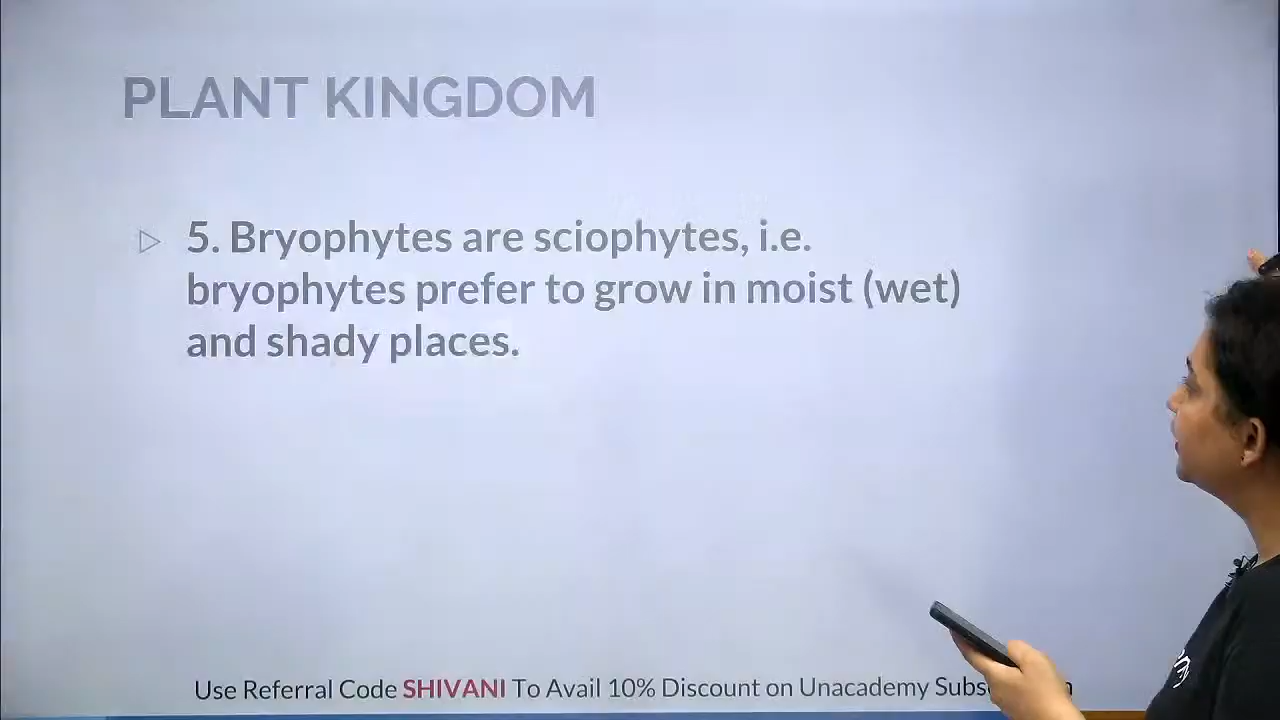 PLANT KINGDOM
5. Bryophytes are sciophytes, i.e.
bryophytes prefer to grow in moist (wet)
and shady places.
Use Referral Code SHIVANI To Avail 10% Discount on Unacademy